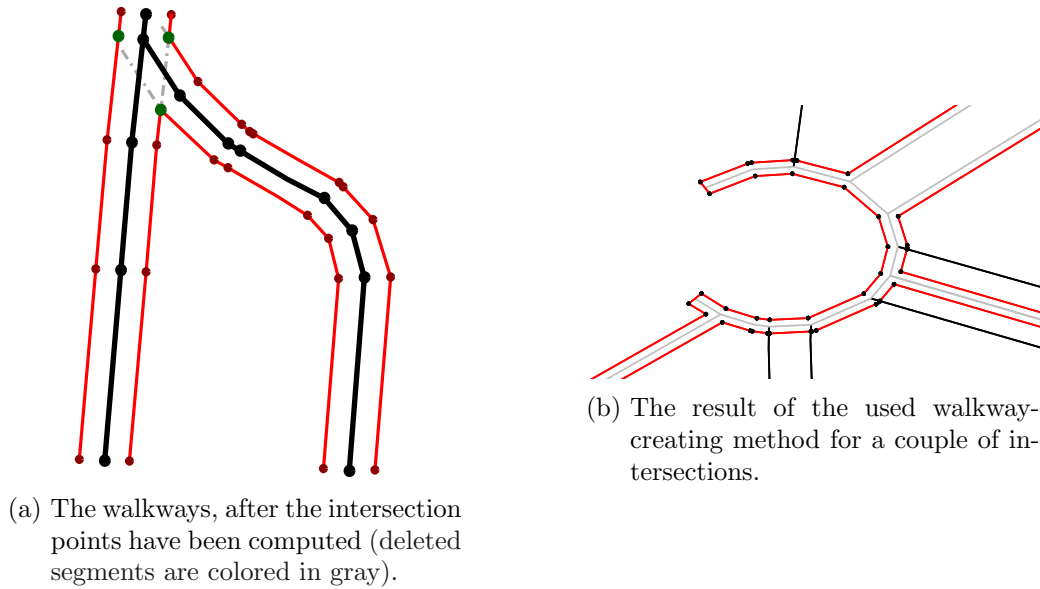 (a) The walkways, after the intersection
points have been computed (deleted
segments are colored in gray).
(b) The result of the used walkway-
creating method for a couple of in-
tersections.